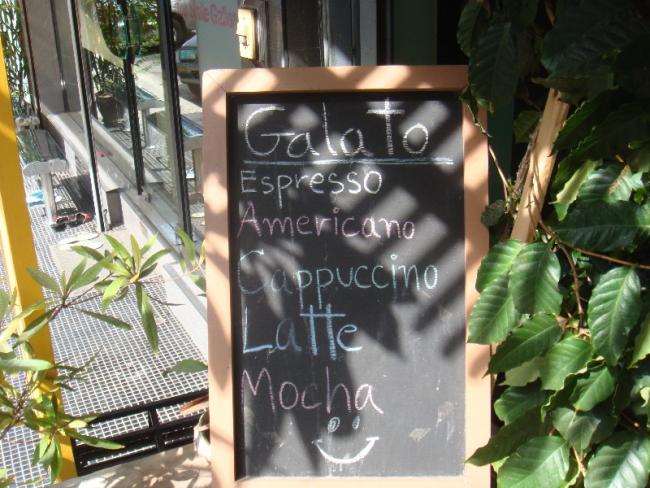 GalaTo
Espresso
Americano
Cappuccino
Latte
Mocha